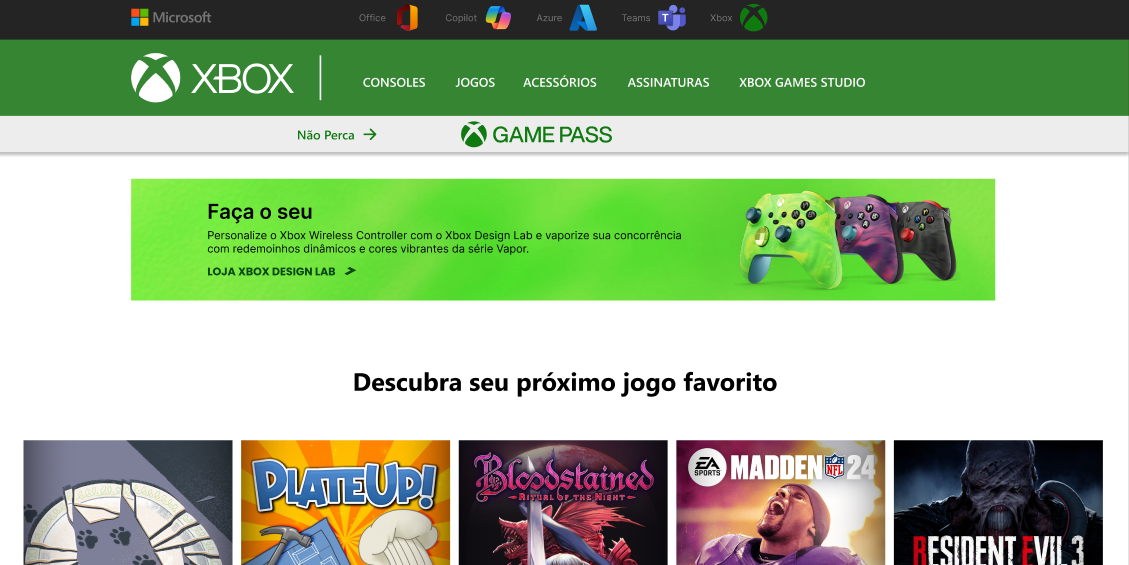 Microsoft
Office
Copilot
Azure
Teams
Xbox
XBOX
CONSOLES
JOGOS
ACESSÓRIOS
ASSINATURAS
XBOX GAMES STUDIO
Não Perca
GAME PASS
Faça o seu
Personalize o Xbox Wireless Controller com o Xbox Design Lab e vaporize sua concorrência
com redemoinhos dinâmicos e cores vibrantes da série Vapor.
LOJA XBOX DESIGN LAB
Descubra seu próximo jogo favorito
PLATEUP!
Bloodstained
RITUAL OF THE NIGHT
EA SPORTS
MADDEN NFL 24
RESIDENT EVIL 3